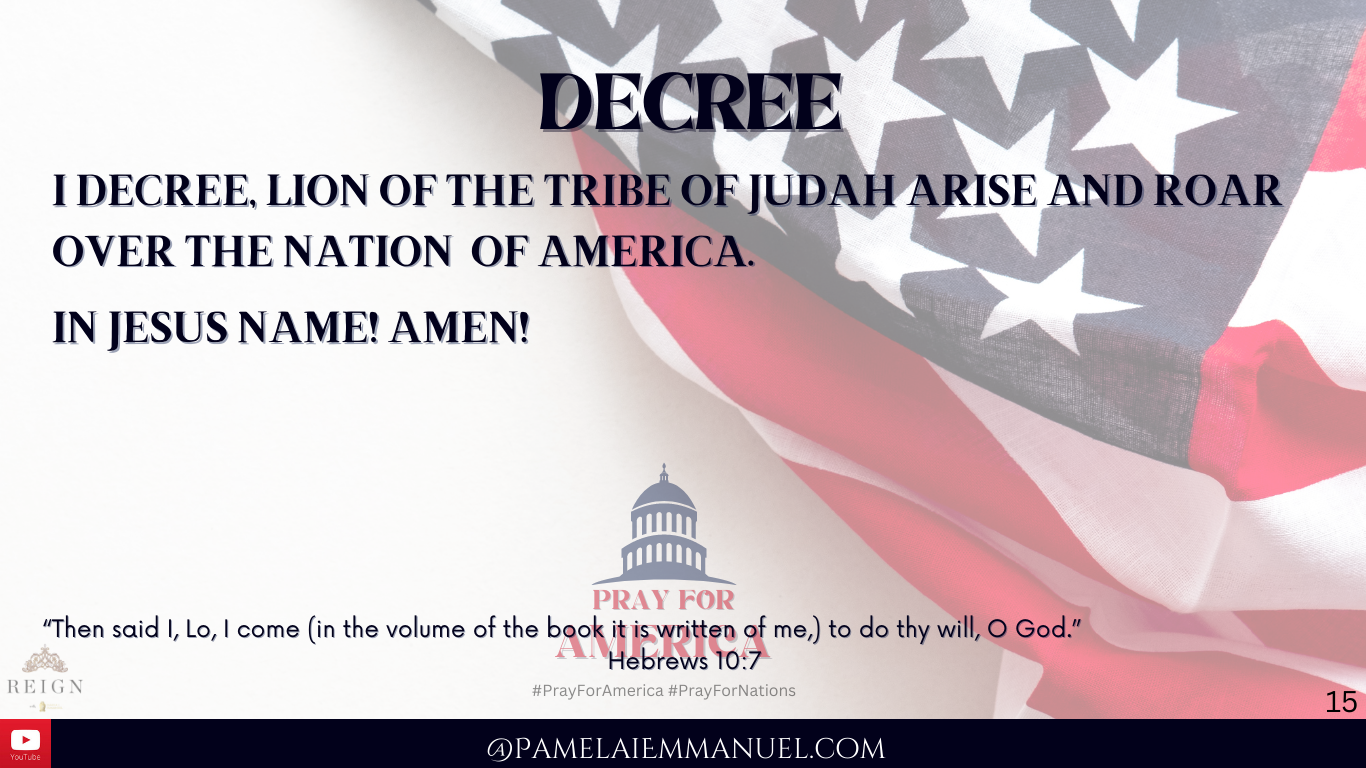 DECREE
I DECREE, LION OF THE TRIBE OF JUDAH ARISE AND ROAR
OVER THE NATION OF AMERICA.
IN JESUS NAME! AMEN!
PRAY FOR
AMERICA
“Then said I, Lo, I come (in the volume of the book it is written of me,) to do thy will, O God.”
Hebrews 10:7
#PrayForAmerica #PrayForNations
REIGN
15
YouTube
@PAMELAIEMMANUEL.COM